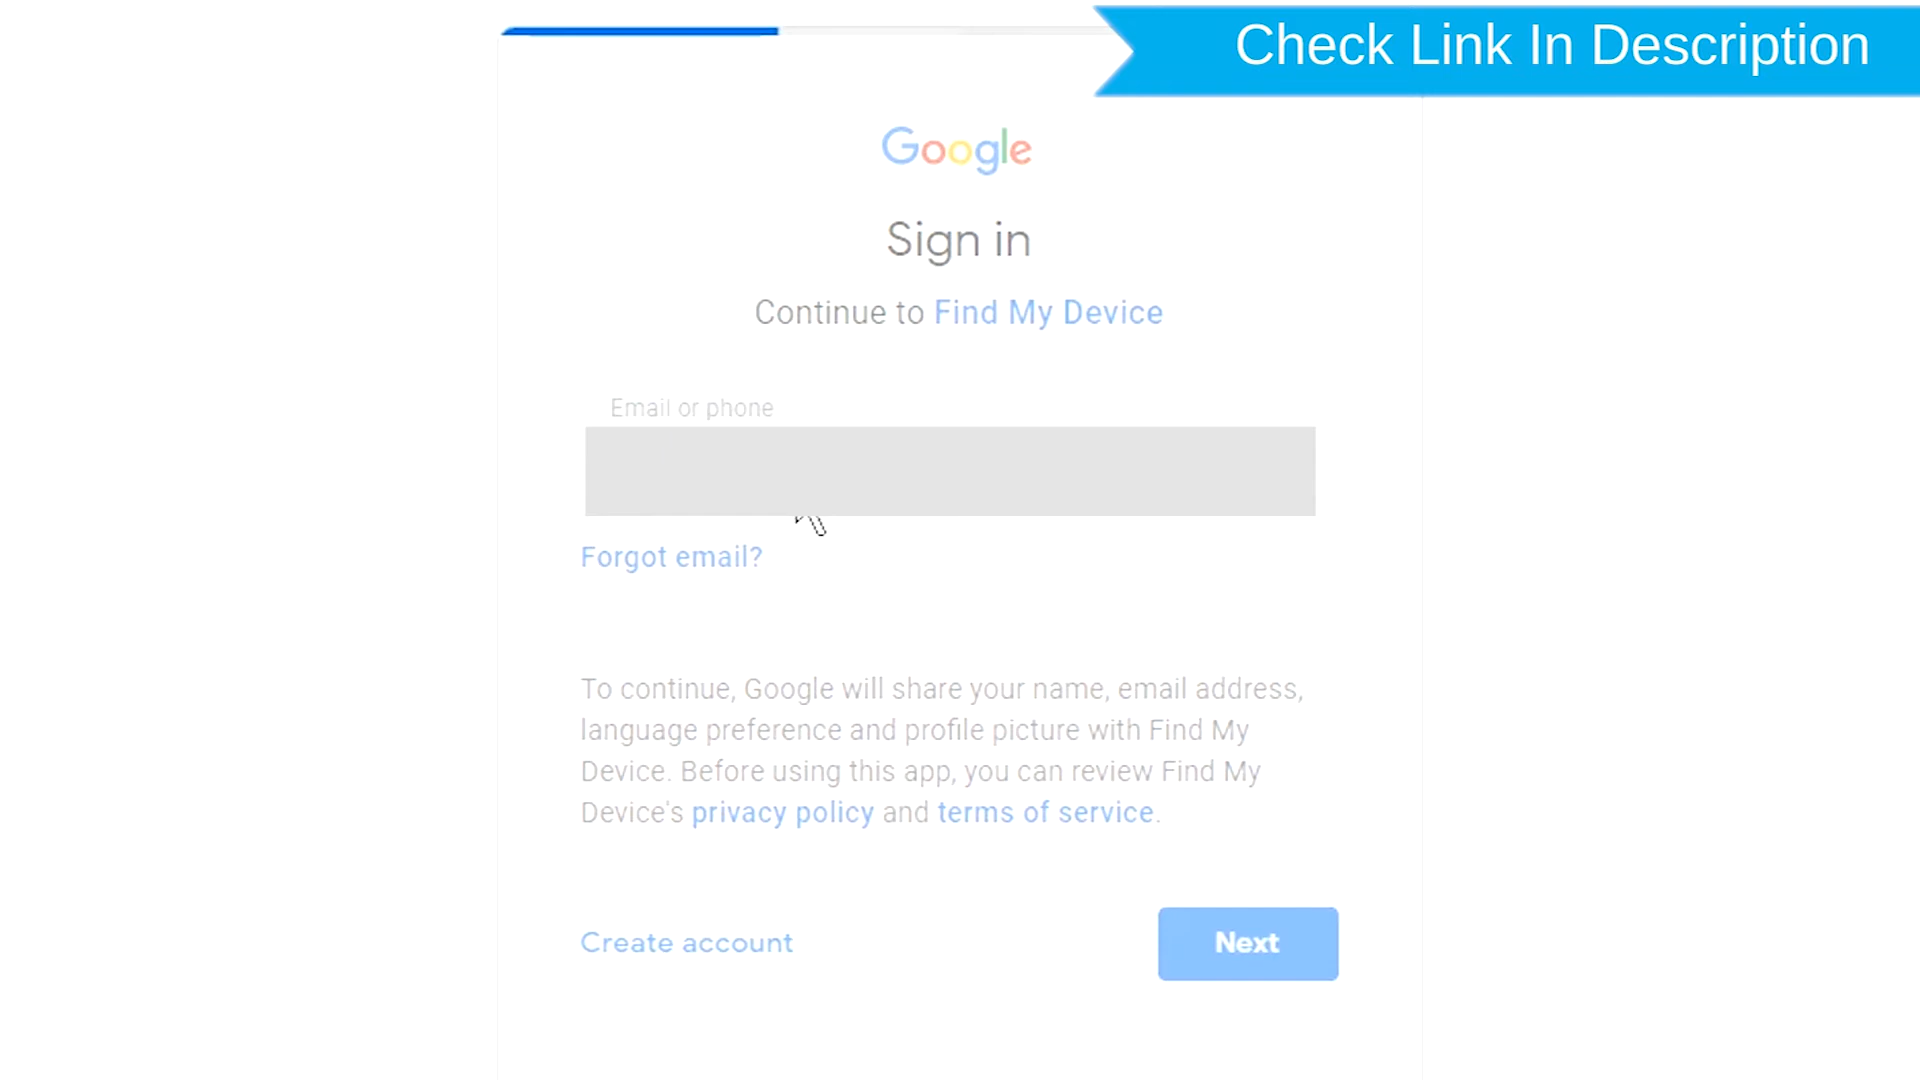 Check Link In Description
Google
Sign in
Continue to Find My Device
Email or phone
Forgot email?
To continue, Google will share your name, email address,
language preference and profile picture with Find My
Device. Before using this app, you can review Find My
Device's privacy policy and terms of service.
Create account
Next